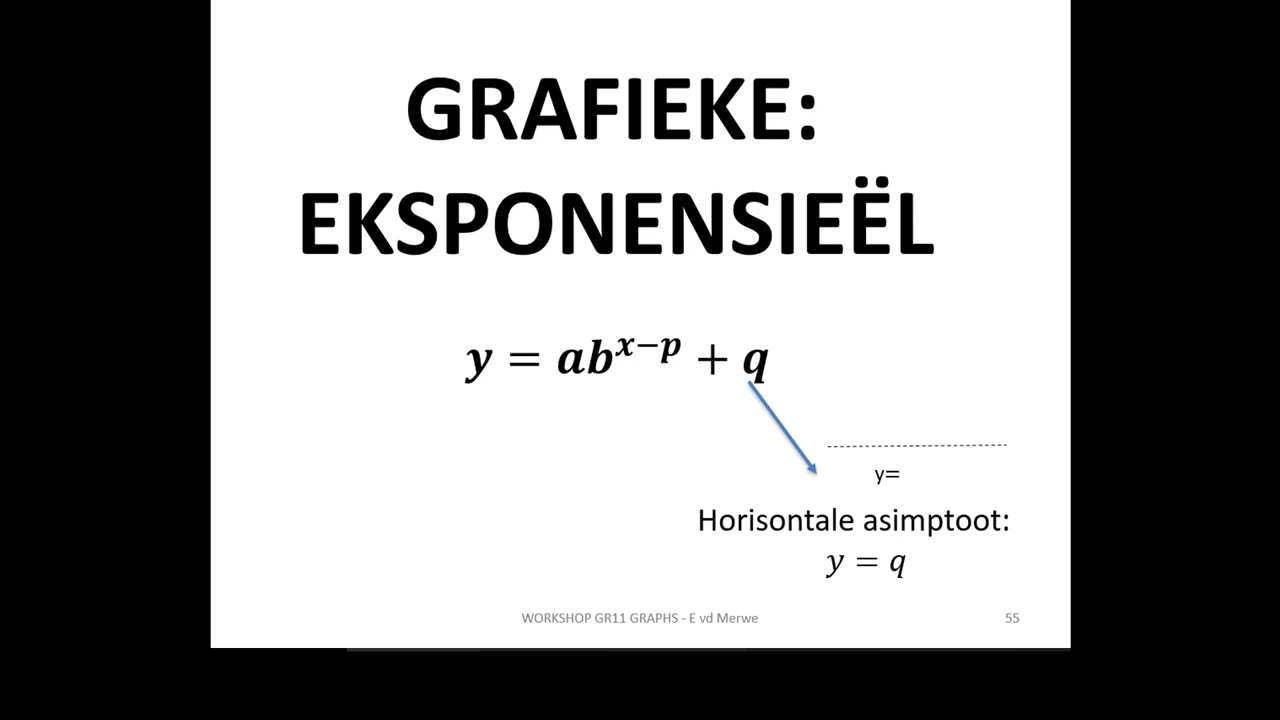 GRAFIEKE:
EKSPONENSIEËL
y = ab^{x−p} + q
y=
Horisontale asimptoot:
y = q
WORKSHOP GR11 GRAPHS - E vd Merwe 55